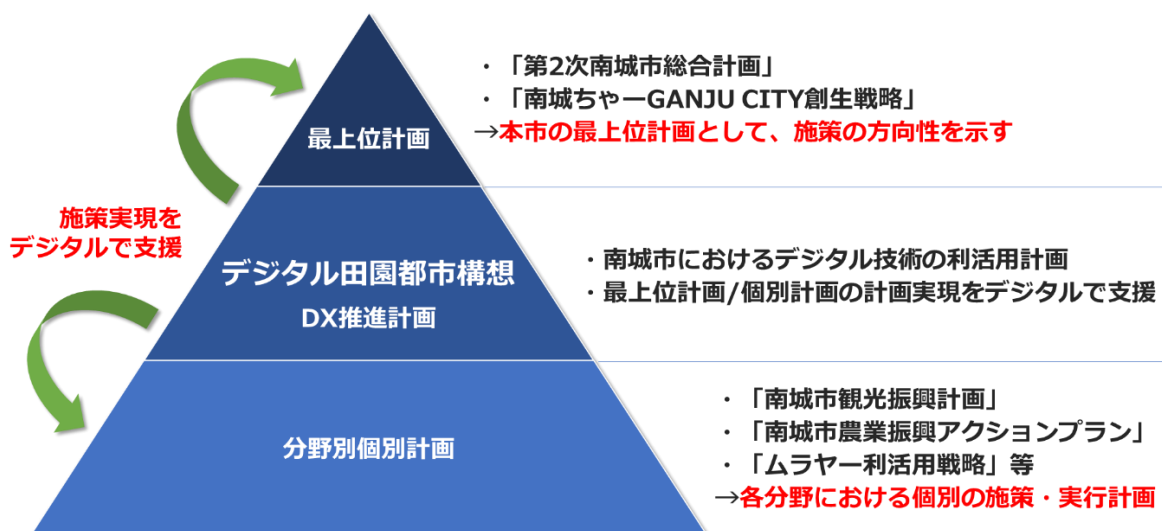 ・「第2次南城市総合計画」
・「南城ちゃーGANJU CITY創生戦略」
→本市の最上位計画として、施策の方向性を示す
最上位計画
施策実現を
デジタルで支援
デジタル田園都市構想
DX推進計画
・南城市におけるデジタル技術の利活用計画
・最上位計画/個別計画の計画実現をデジタルで支援
分野別個別計画
・「南城市観光振興計画」
・「南城市農業振興アクションプラン」
・「ムラヤー利活用戦略」等
→各分野における個別の施策・実行計画